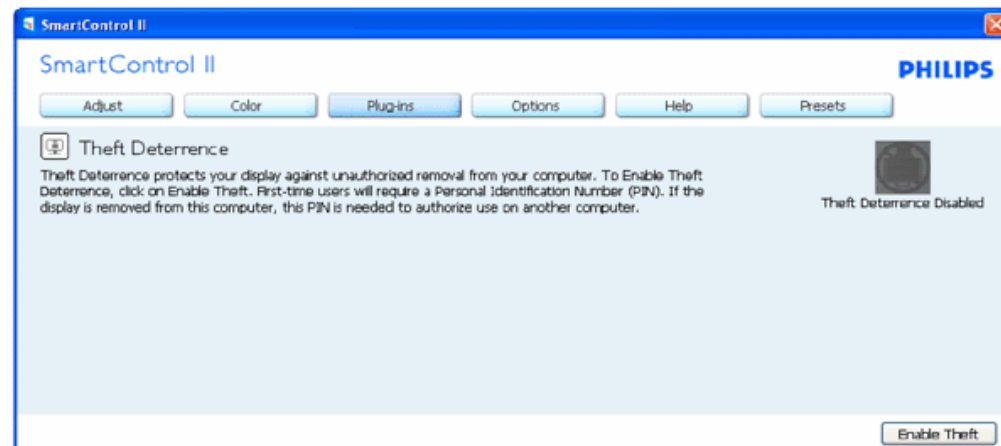 SmartControl II
SmartControl II
PHILIPS
Adjust
Color
Plug-ins
Options
Help
Presets
Theft Deterrence
Theft Deterrence protects your display against unauthorized removal from your computer. To Enable Theft
Deterrence, click on Enable Theft. First-time users will require a Personal Identification Number (PIN). If the
display is removed from this computer, this PIN is needed to authorize use on another computer.
Theft Deterrence Disabled
Enable Theft